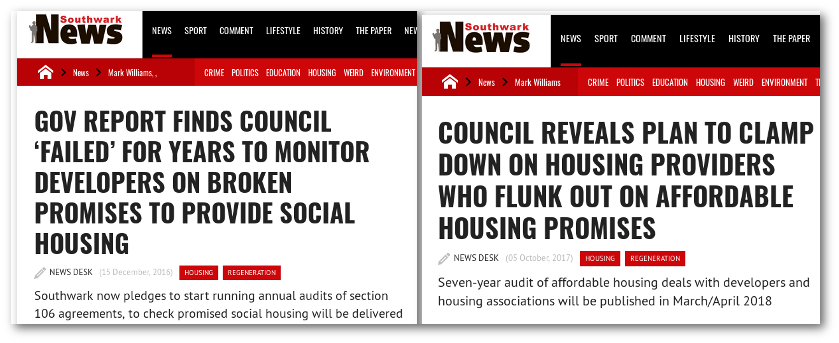 Southwark
News
NEWS SPORT COMMENT LIFESTYLE HISTORY THE PAPER
News Mark Williams, ,
CRIME POLITICS EDUCATION HOUSING WEIRD ENVIRONMENT
GOV REPORT FINDS COUNCIL
‘FAILED’ FOR YEARS TO MONITOR
DEVELOPERS ON BROKEN
PROMISES TO PROVIDE SOCIAL
HOUSING
NEWS DESK (15 December, 2016) HOUSING REGENERATION
Southwark now pledges to start running annual audits of section
106 agreements, to check promised social housing will be delivered
Southwark
News
NEWS SPORT COMMENT LIFESTYLE HISTORY THE PAPER
News Mark Williams
CRIME POLITICS EDUCATION HOUSING WEIRD ENVIRONMENT
COUNCIL REVEALS PLAN TO CLAMP
DOWN ON HOUSING PROVIDERS
WHO FLUNK OUT ON AFFORDABLE
HOUSING PROMISES
NEWS DESK (05 October, 2017) HOUSING REGENERATION
Seven-year audit of affordable housing deals with developers and
housing associations will be published in March/April 2018